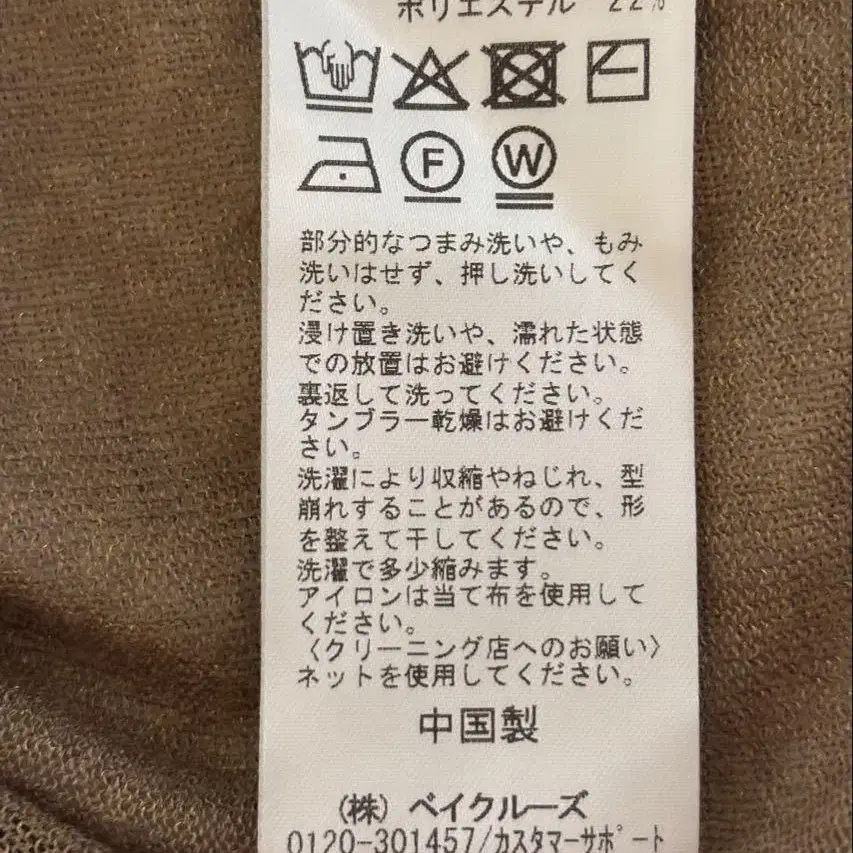 ポリエステル 22%
F W
部分的なつまみ洗いや、もみ
洗いはせず、押し洗いしてく
ださい。
浸け置き洗いや、濡れた状態
での放置はお避けください。
裏返して洗ってください。
タンブラー乾燥はお避けくだ
さい。
洗濯により収縮やねじれ、型
崩れすることがあるので、形
を整えて干してください。
洗濯で多少縮みます。
アイロンは当て布を使用して
ください。
〈クリーニング店へのお願い〉
ネットを使用してください。
中国製
(株) ベイクルーズ
0120-301457/カスタマーサポート